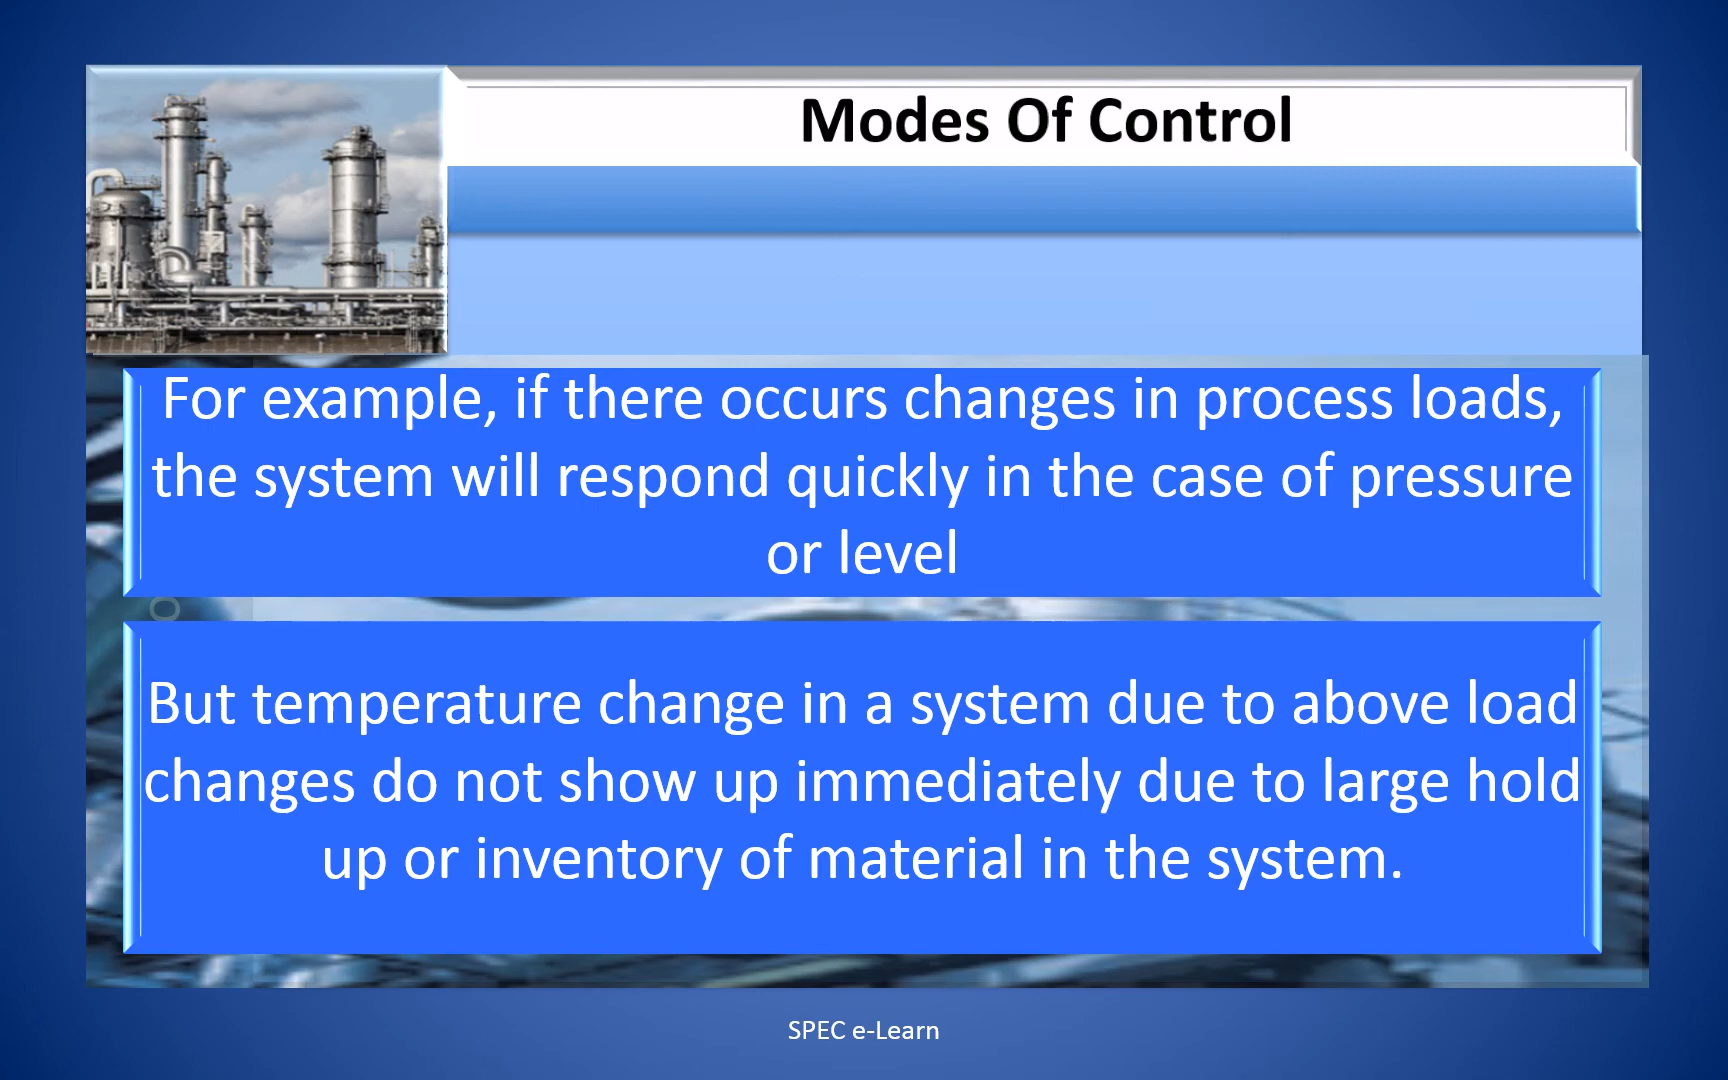 Modes Of Control
For example, if there occurs changes in process loads,
the system will respond quickly in the case of pressure
or level
But temperature change in a system due to above load
changes do not show up immediately due to large hold
up or inventory of material in the system.
SPEC e-Learn